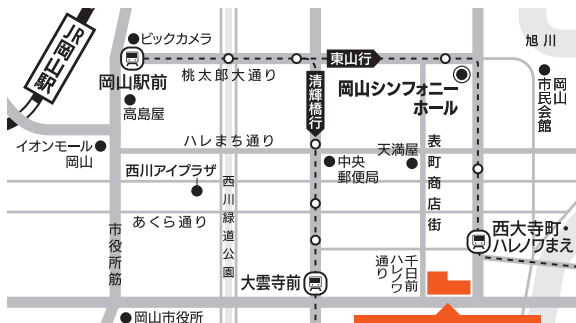 JR岡山駅
ビックカメラ
岡山駅前
桃太郎大通り
東山行
旭川
岡山
市民会館
岡山シンフォニー
ホール
高島屋
清輝橋行
イオンモール
岡山
ハレまち通り
中央
郵便局
天満屋
表町商店街
西川アイプラザ
西川緑道公園
あくら通り
市役所筋
西大寺町・
ハレノワまえ
大雲寺前
千日前
ハレノワ
通り
岡山市役所